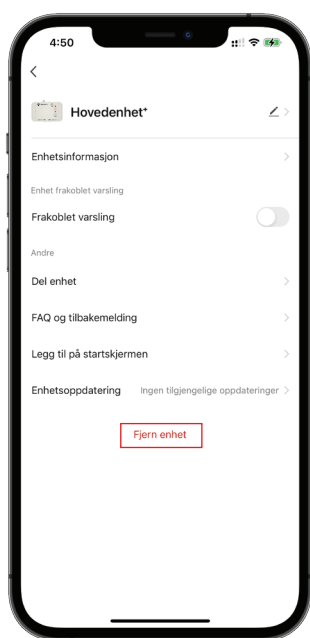 4:50
Hovedenhet⁺
Enhetsinformasjon
Enhet frakoblet varsling
Frakoblet varsling
Andre
Del enhet
FAQ og tilbakemelding
Legg til på startskjermen
Enhetsoppdatering Ingen tilgjengelige oppdateringer
Fjern enhet